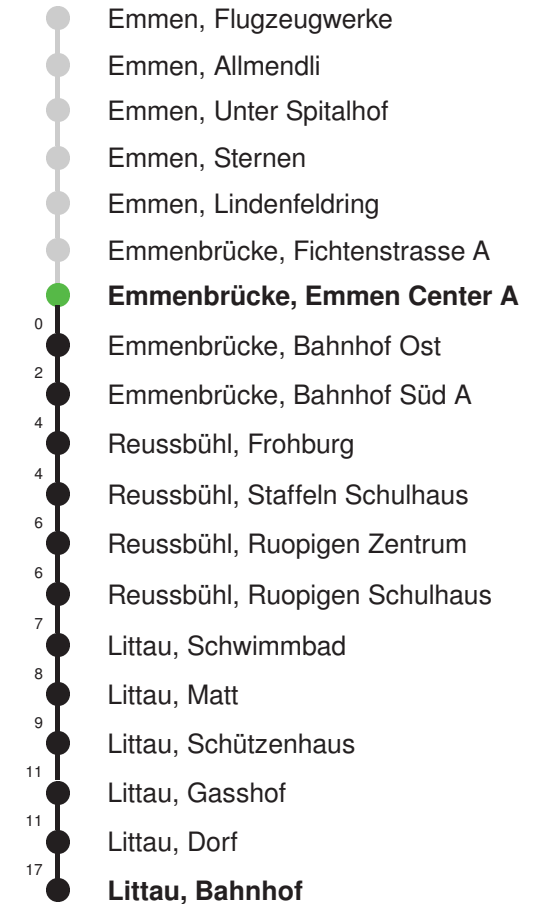 Emmen, Flugzeugwerke
Emmen, Allmendli
Emmen, Unter Spitalhof
Emmen, Sternen
Emmen, Lindenfeldring
Emmenbrücke, Fichtenstrasse A
Emmenbrücke, Emmen Center A
0
Emmenbrücke, Bahnhof Ost
2
Emmenbrücke, Bahnhof Süd A
4
Reussbühl, Frohburg
4
Reussbühl, Staffeln Schulhaus
6
Reussbühl, Ruopigen Zentrum
6
Reussbühl, Ruopigen Schulhaus
7
Littau, Schwimmbad
8
Littau, Matt
9
Littau, Schützenhaus
11
Littau, Gasshof
11
Littau, Dorf
17
Littau, Bahnhof